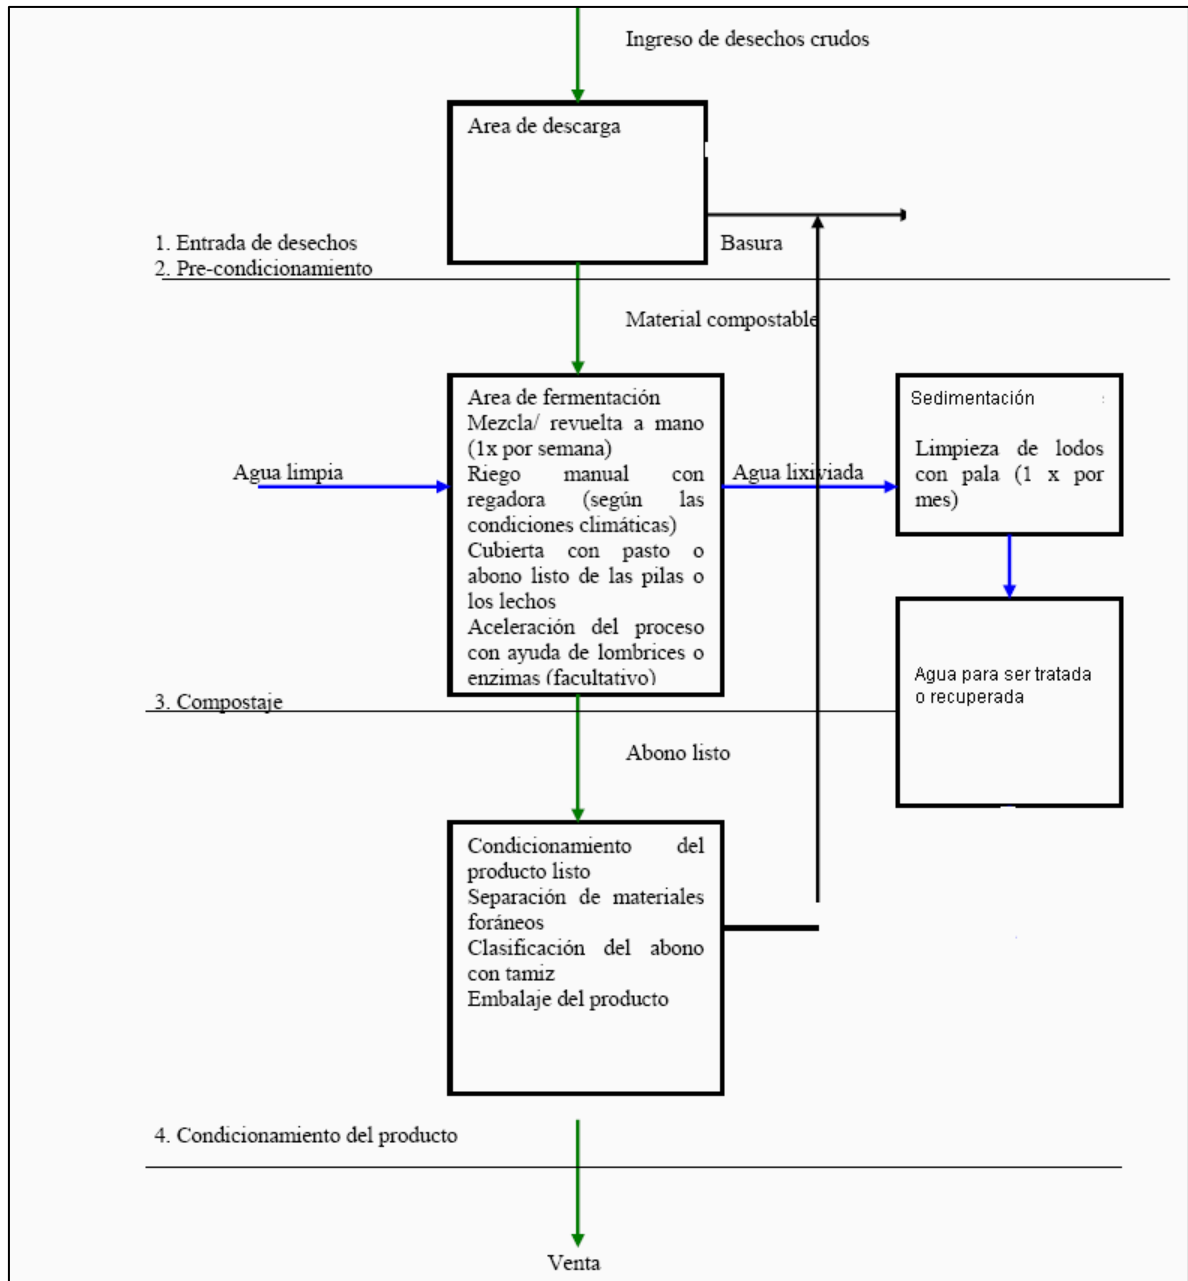 Ingreso de desechos crudos
Area de descarga
1. Entrada de desechos
Basura
2. Pre-condicionamiento
Material compostable
Area de fermentación
Mezcla/ revuelta a mano
(1x por semana)
Riego manual con
regadora (según las
condiciones climáticas)
Cubierta con pasto o
abono listo de las pilas o
los lechos
Aceleración del proceso
con ayuda de lombrices o
enzimas (facultativo)
Agua limpia
Agua lixiviada
Sedimentación
Limpieza de lodos
con pala (1 x por
mes)
Agua para ser tratada
o recuperada
3. Compostaje
Abono listo
Condicionamiento del
producto listo
Separación de materiales
foráneos
Clasificación del abono
con tamiz
Embalaje del producto
4. Condicionamiento del producto
Venta